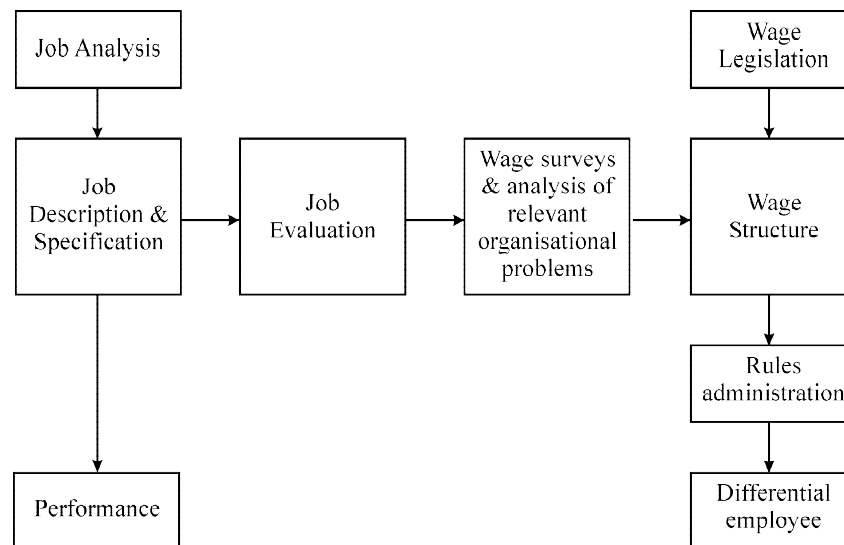 Job Analysis
Wage
Legislation
Job
Description &
Specification
Job
Evaluation
Wage surveys
& analysis of
relevant
organisational
problems
Wage
Structure
Rules
administration
Performance
Differential
employee